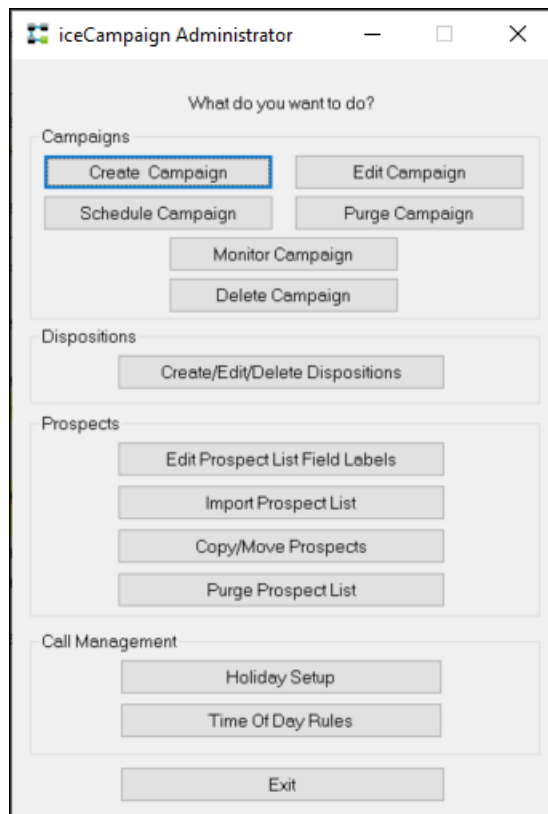 iceCampaign Administrator
What do you want to do?
Campaigns
Create Campaign Edit Campaign
Schedule Campaign Purge Campaign
Monitor Campaign
Delete Campaign
Dispositions
Create/Edit/Delete Dispositions
Prospects
Edit Prospect List Field Labels
Import Prospect List
Copy/Move Prospects
Purge Prospect List
Call Management
Holiday Setup
Time Of Day Rules
Exit